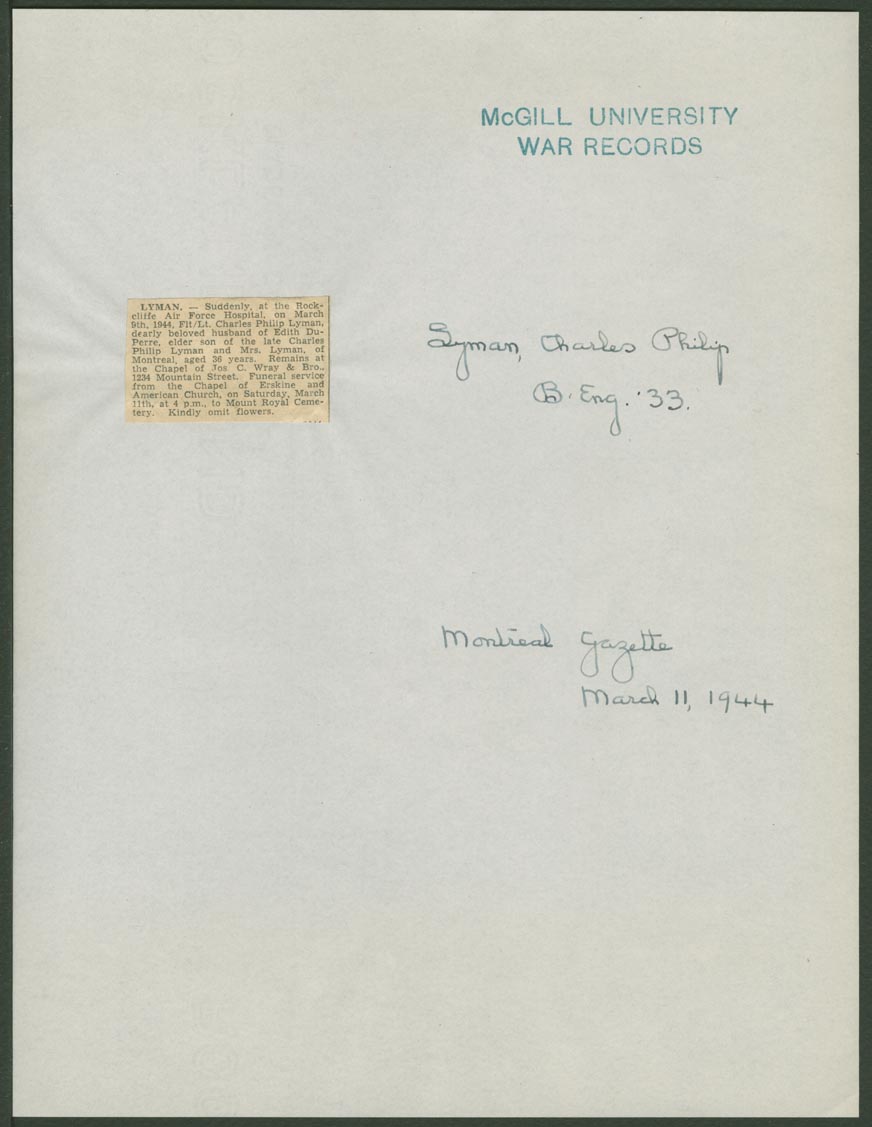 McGILL UNIVERSITY
WAR RECORDS
LYMAN. — Suddenly, at the Rock-
cliffe Air Force Hospital, on March
9th, 1944, Flt/Lt. Charles Philip Lyman,
dearly beloved husband of Edith Du-
Perre, elder son of the late Charles
Philip Lyman and Mrs. Lyman, of
Montreal, aged 36 years. Remains at
the Chapel of Jos C. Wray & Bro.,
1234 Mountain Street. Funeral service
from the Chapel of Erskine and
American Church, on Saturday, March
11th, at 4 p.m., to Mount Royal Ceme-
tery. Kindly omit flowers.
Lyman, Charles Philip
B. Eng. '33.
Montreal Gazette
March 11, 1944